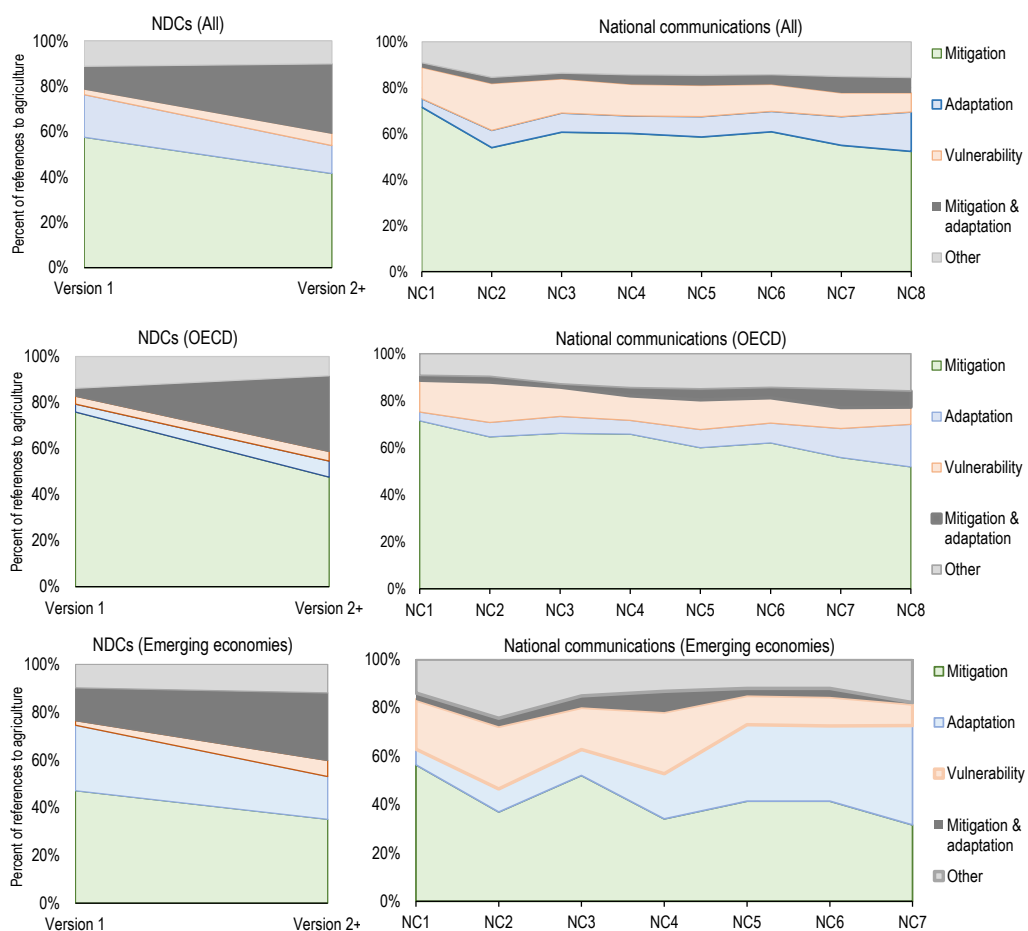 NDCs (All)
National communications (All)
Percent of references to agriculture
100%
80%
60%
40%
20%
0%
Version 1
Version 2+
100%
80%
60%
40%
20%
0%
NC1
NC2
NC3
NC4
NC5
NC6
NC7
NC8
Mitigation
Adaptation
Vulnerability
Mitigation &
adaptation
Other
NDCs (OECD)
National communications (OECD)
Percent of references to agriculture
100%
80%
60%
40%
20%
0%
Version 1
Version 2+
100%
80%
60%
40%
20%
0%
NC1
NC2
NC3
NC4
NC5
NC6
NC7
NC8
Mitigation
Adaptation
Vulnerability
Mitigation &
adaptation
Other
NDCs (Emerging economies)
National communications (Emerging economies)
Percent of references to agriculture
100%
80%
60%
40%
20%
0%
Version 1
Version 2+
100%
80%
60%
40%
20%
0%
NC1
NC2
NC3
NC4
NC5
NC6
NC7
Mitigation
Adaptation
Vulnerability
Mitigation &
adaptation
Other